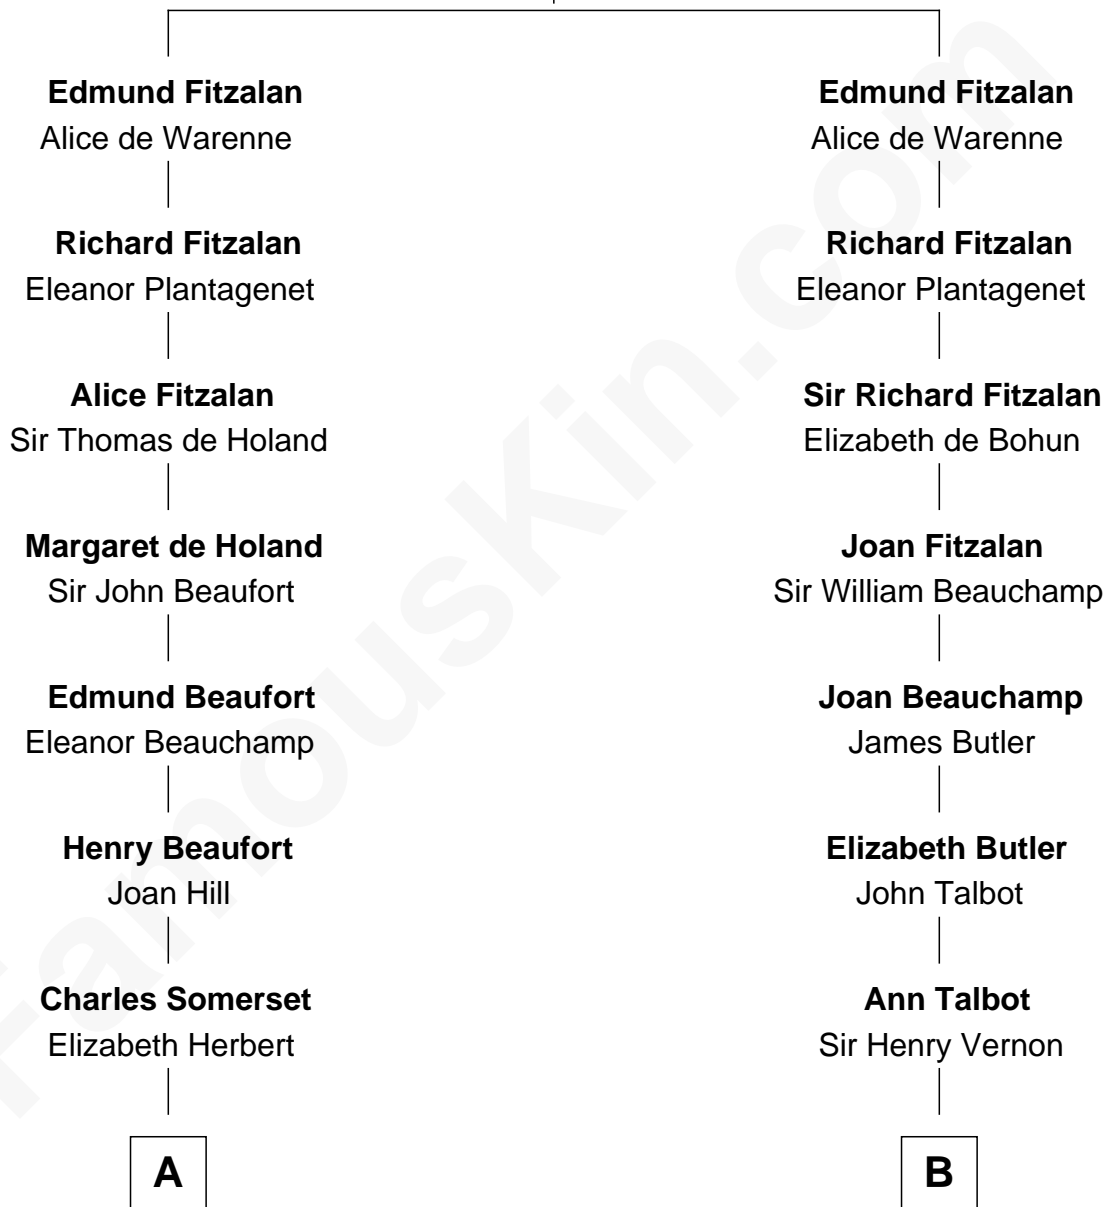 Edmund Fitzalan
Alice de Warenne
Richard Fitzalan
Eleanor Plantagenet
Alice Fitzalan
Sir Thomas de Holand
Margaret de Holand
Sir John Beaufort
Edmund Beaufort
Eleanor Beauchamp
Henry Beaufort
Joan Hill
Charles Somerset
Elizabeth Herbert
A
Edmund Fitzalan
Alice de Warenne
Richard Fitzalan
Eleanor Plantagenet
Sir Richard Fitzalan
Elizabeth de Bohun
Joan Fitzalan
Sir William Beauchamp
Joan Beauchamp
James Butler
Elizabeth Butler
John Talbot
Ann Talbot
Sir Henry Vernon
B
FamousKin.com